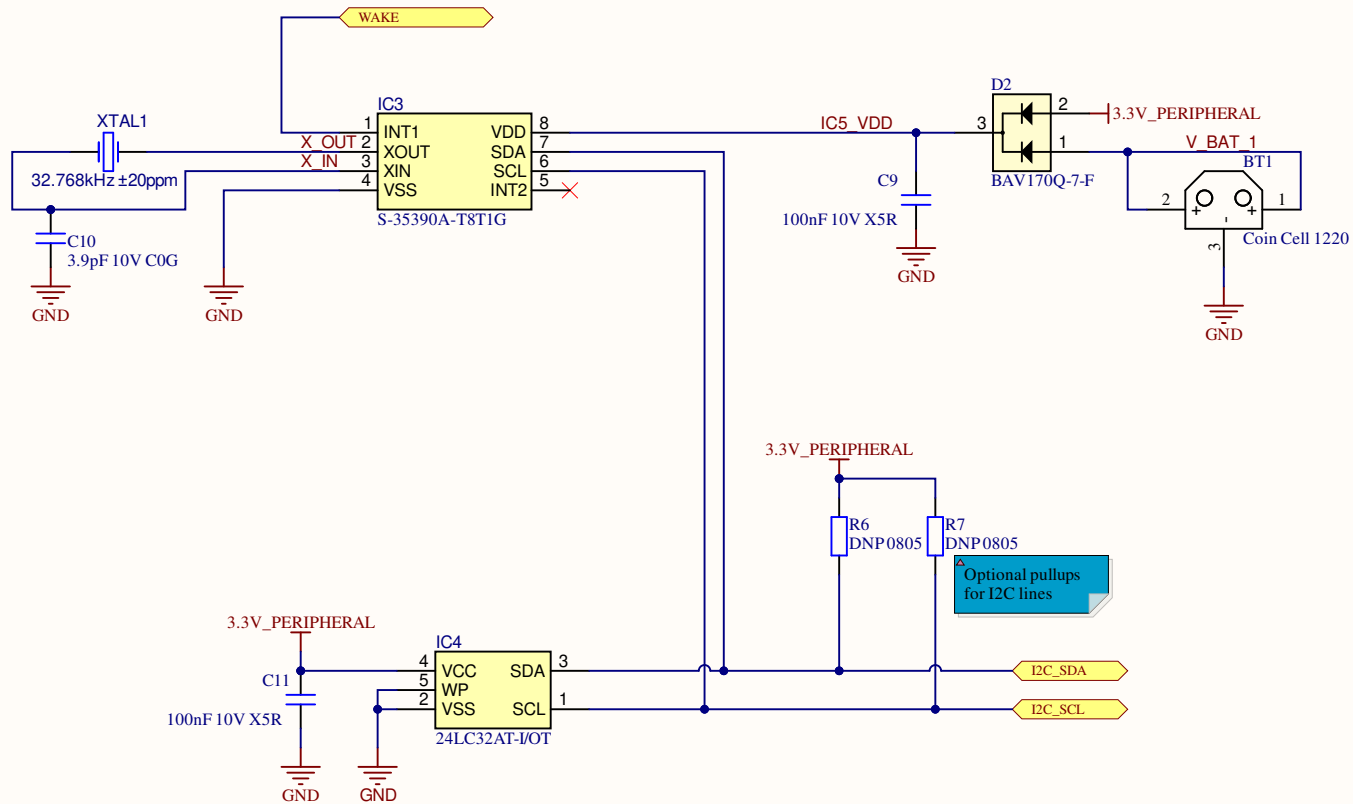 WAKE
IC3
1 INT1 VDD 8
X_OUT 2 XOUT SDA 7
X_IN 3 XIN SCL 6
4 VSS INT2 5
S-35390A-T8T1G
XTAL1
32.768kHz ±20ppm
C10
3.9pF 10V C0G
GND
GND
IC5_VDD
C9
100nF 10V X5R
GND
D2
3
2
1
BAV170Q-7-F
3.3V_PERIPHERAL
V_BAT_1
BT1
2 + + 1
-
3
Coin Cell 1220
GND
3.3V_PERIPHERAL
R6
DNP 0805
R7
DNP 0805
Optional pullups
for I2C lines
3.3V_PERIPHERAL
C11
100nF 10V X5R
GND
IC4
4 VCC SDA 3
5 WP
2 VSS SCL 1
24LC32AT-I/OT
GND
I2C_SDA
I2C_SCL